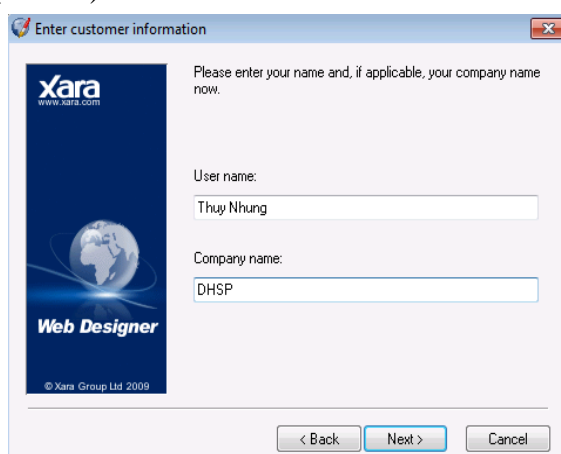 Enter customer information
Xara
www.xara.com
Please enter your name and, if applicable, your company name
now.
User name:
Thuy Nhung
Company name:
DHSP
Web Designer
© Xara Group Ltd 2009
< Back
Next >
Cancel